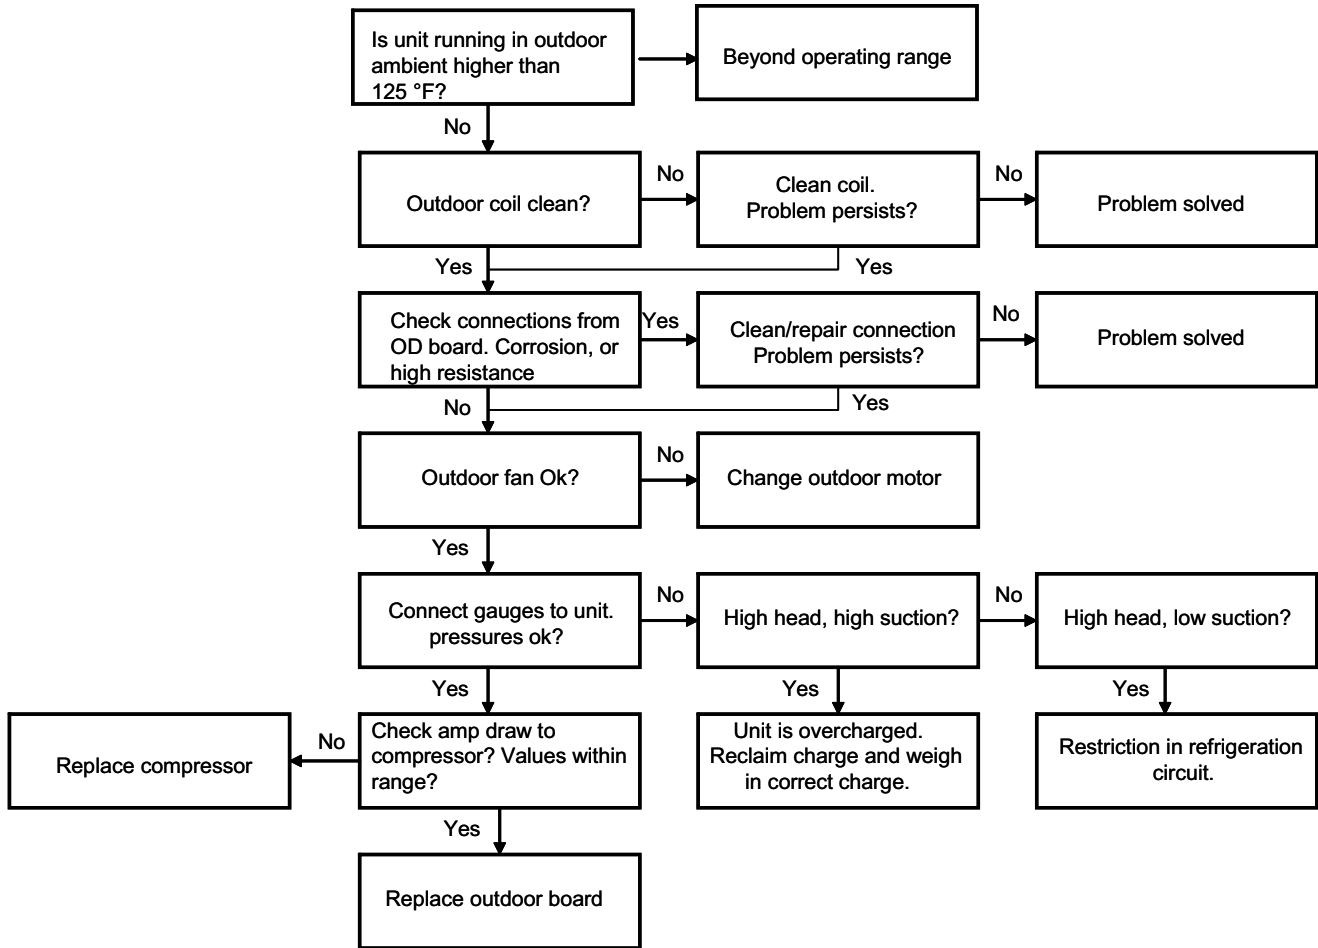 Is unit running in outdoor
ambient higher than
125 °F?
Beyond operating range
No
Outdoor coil clean?
No
Clean coil.
Problem persists?
No
Problem solved
Yes
Yes
Check connections from
OD board. Corrosion, or
high resistance
Yes
Clean/repair connection
Problem persists?
No
Problem solved
No
Yes
Outdoor fan Ok?
No
Change outdoor motor
Yes
Connect gauges to unit.
pressures ok?
No
High head, high suction?
No
High head, low suction?
Yes
Yes
Yes
Replace compressor
No
Check amp draw to
compressor? Values within
range?
Unit is overcharged.
Reclaim charge and weigh
in correct charge.
Restriction in refrigeration
circuit.
Yes
Replace outdoor board